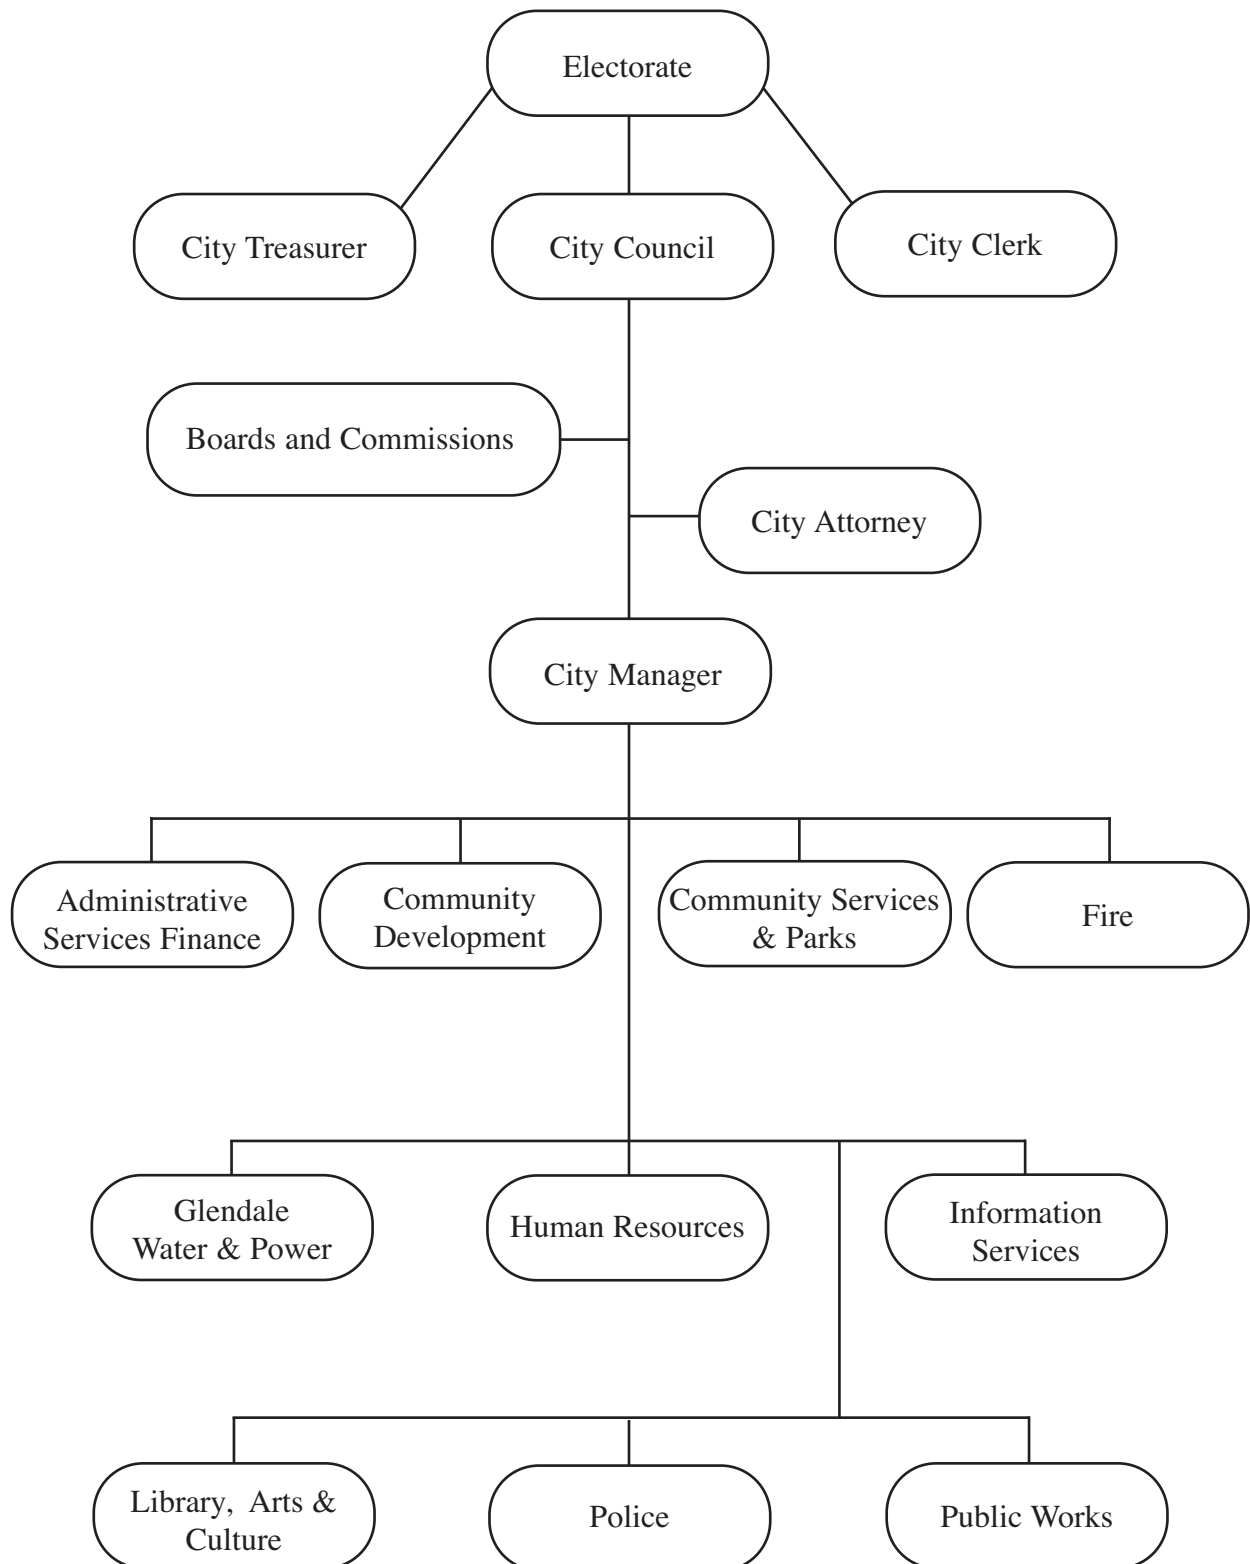 Electorate
City Treasurer
City Council
City Clerk
Boards and Commissions
City Attorney
City Manager
Administrative
Services Finance
Community
Development
Community Services
& Parks
Fire
Glendale
Water & Power
Human Resources
Information
Services
Library, Arts &
Culture
Police
Public Works